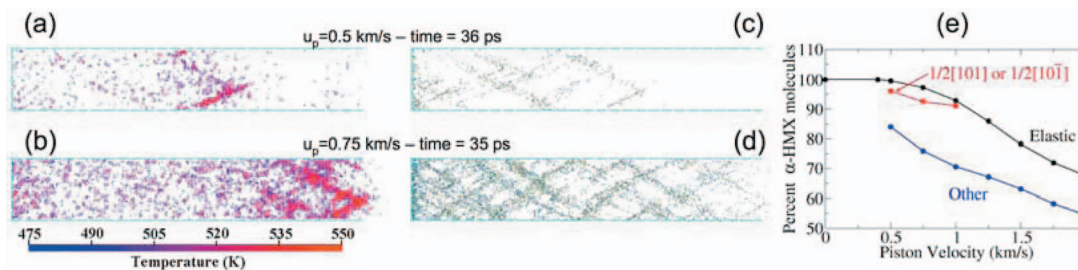 (a)
u_p=0.5 km/s – time = 36 ps
(c)
(b)
u_p=0.75 km/s – time = 35 ps
(d)
475 490 505 520 535 550
Temperature (K)
(e)
110
100
90
80
70
60
50
Percent α-HMX molecules
1/2[101] or 1/2[101̅]
Elastic
Other
0 0.5 1 1.5
Piston Velocity (km/s)